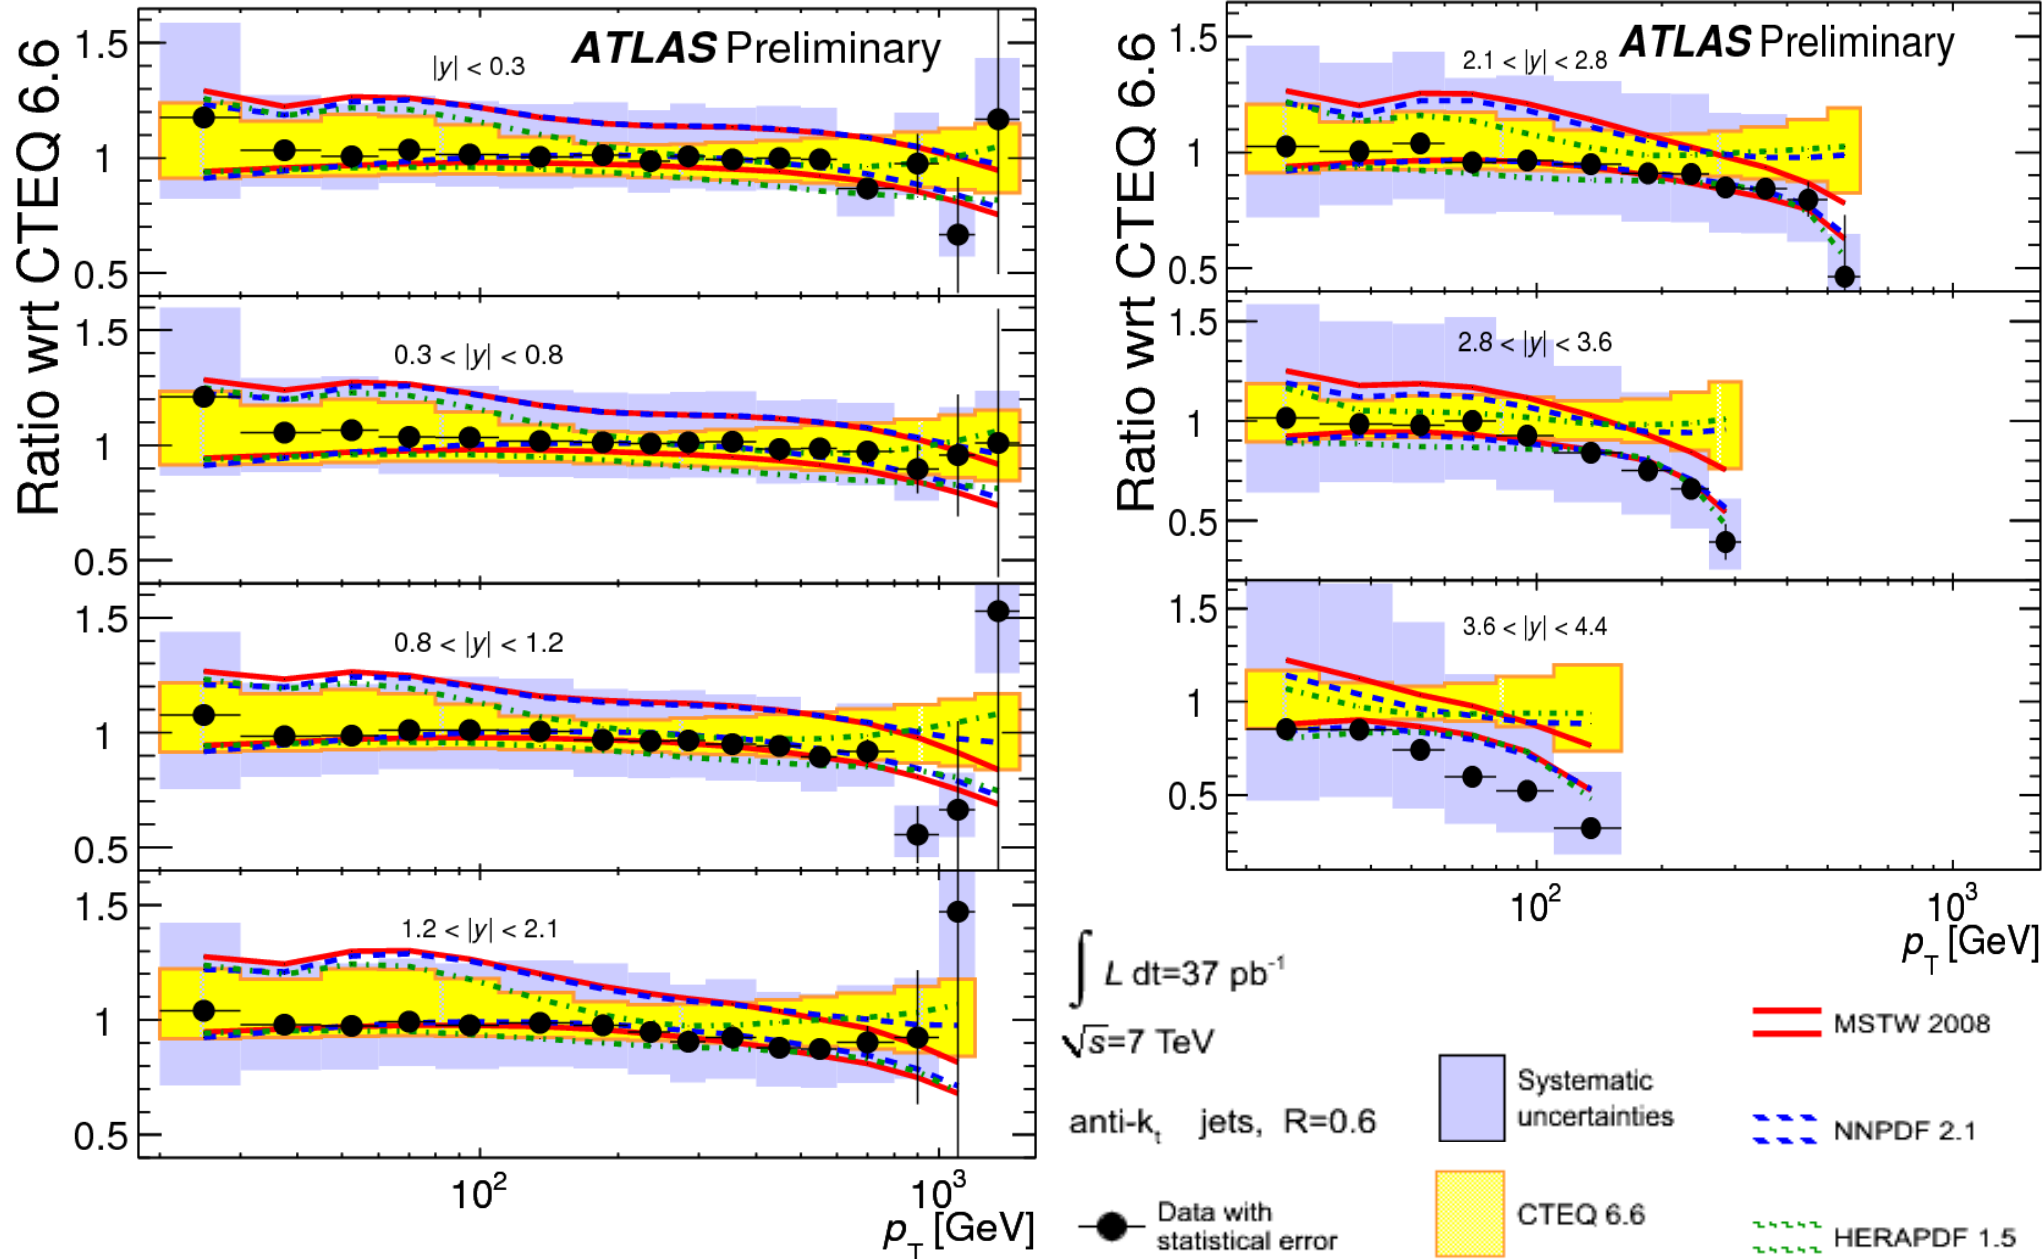 Ratio wrt CTEQ 6.6
ATLAS Preliminary
|y| < 0.3
1.5
1
0.5
0.3 < |y| < 0.8
1.5
1
0.5
0.8 < |y| < 1.2
1.5
1
0.5
1.2 < |y| < 2.1
1.5
1
0.5
10² 10³
p_T [GeV]
Ratio wrt CTEQ 6.6
ATLAS Preliminary
2.1 < |y| < 2.8
1.5
1
0.5
2.8 < |y| < 3.6
1.5
1
0.5
3.6 < |y| < 4.4
1.5
1
0.5
10² 10³
p_T [GeV]
∫ L dt=37 pb⁻¹
√s=7 TeV
anti-k_t jets, R=0.6
Data with
statistical error
Systematic
uncertainties
CTEQ 6.6
MSTW 2008
NNPDF 2.1
HERAPDF 1.5